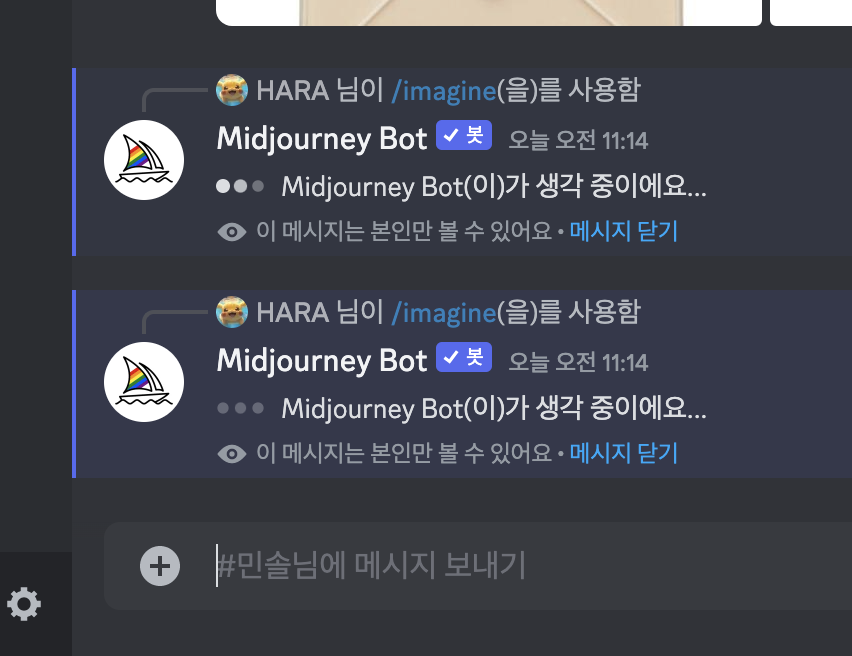 HARA 님이 /imagine(을)를 사용함
Midjourney Bot ✓ 봇 오늘 오전 11:14
Midjourney Bot(이)가 생각 중이에요...
이 메시지는 본인만 볼 수 있어요 • 메시지 닫기
HARA 님이 /imagine(을)를 사용함
Midjourney Bot ✓ 봇 오늘 오전 11:14
Midjourney Bot(이)가 생각 중이에요...
이 메시지는 본인만 볼 수 있어요 • 메시지 닫기
#민솔님에 메시지 보내기